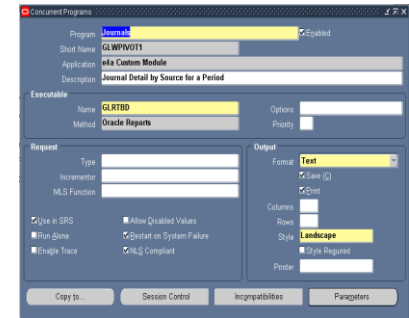 Concurrent Programs
Program Journals Enabled
Short Name GLWPIVOT1
Application e4a Custom Module
Description Journal Detail by Source for a Period
Executable
Name GLRTBD Options
Method Oracle Reports Priority
Request Output
Type Format Text
Incrementor Save (C)
MLS Function Print
Columns
Use in SRS Allow Disabled Values Rows
Run Alone Restart on System Failure Style Landscape
Enable Trace NLS Compliant Style Required
Printer
Copy to... Session Control Incompatibilities Parameters